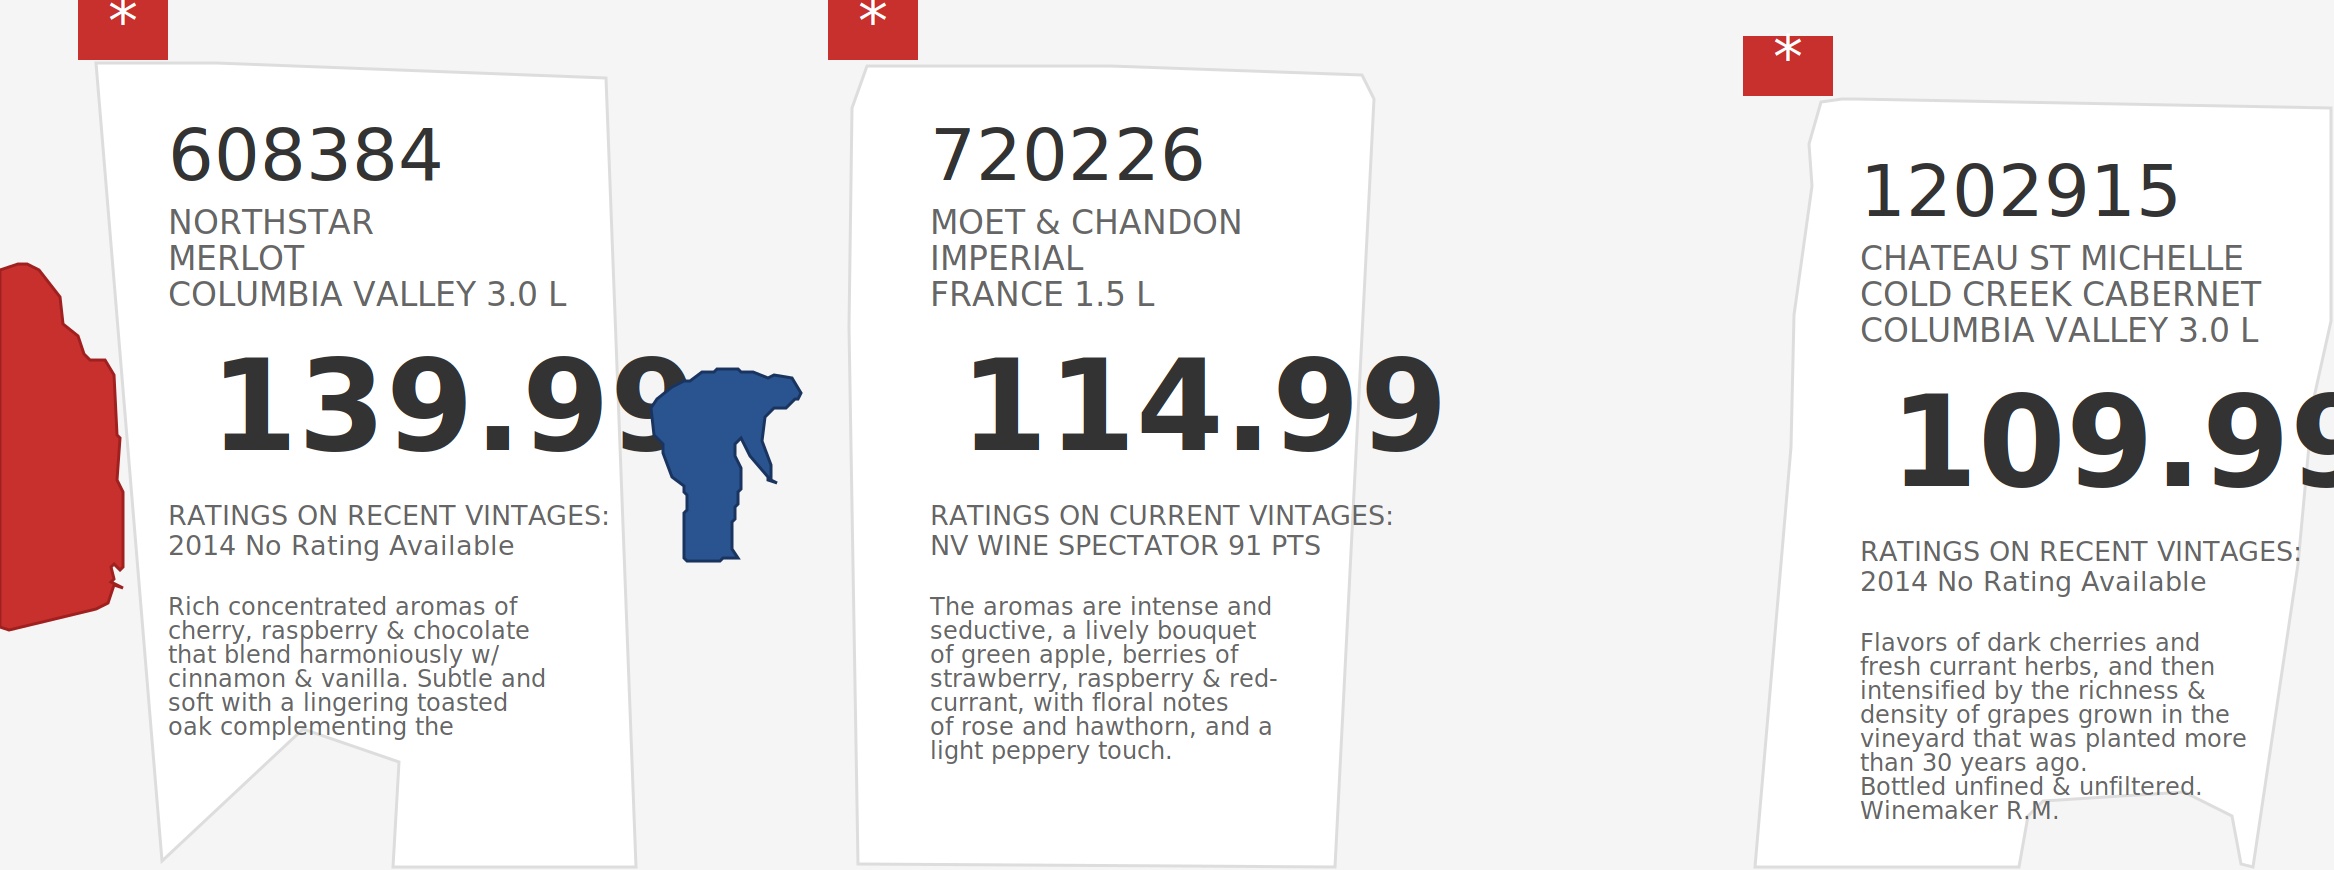 *
608384
NORTHSTAR
MERLOT
COLUMBIA VALLEY 3.0 L
139.99
RATINGS ON RECENT VINTAGES:
2014 No Rating Available
Rich concentrated aromas of
cherry, raspberry & chocolate
that blend harmoniously w/
cinnamon & vanilla. Subtle and
soft with a lingering toasted
oak complementing the
*
720226
MOET & CHANDON
IMPERIAL
FRANCE 1.5 L
114.99
RATINGS ON CURRENT VINTAGES:
NV WINE SPECTATOR 91 PTS
The aromas are intense and
seductive, a lively bouquet
of green apple, berries of
strawberry, raspberry & red-
currant, with floral notes
of rose and hawthorn, and a
light peppery touch.
*
1202915
CHATEAU ST MICHELLE
COLD CREEK CABERNET
COLUMBIA VALLEY 3.0 L
109.99
RATINGS ON RECENT VINTAGES:
2014 No Rating Available
Flavors of dark cherries and
fresh currant herbs, and then
intensified by the richness &
density of grapes grown in the
vineyard that was planted more
than 30 years ago.
Bottled unfined & unfiltered.
Winemaker R.M.